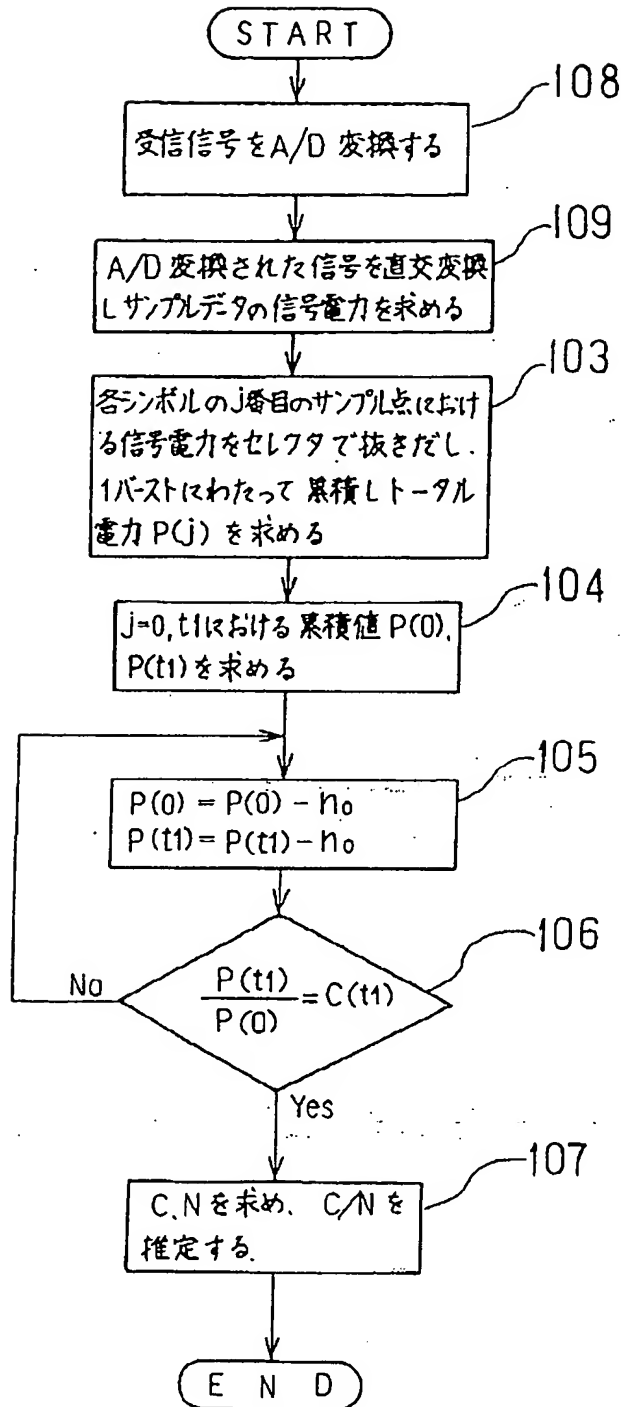 START
108
受信信号をA/D 変換する
109
A/D 変換された信号を直交変換
しサンプルデータの信号電力を求める
103
各シンボルのj番目のサンプル点におけ
る信号電力をセレクタで抜きだし.
1バーストにわたって 累積しトータル
電力 P(j) を求める
104
j=0,t1における累積値 P(0).
P(t1)を求める
105
P(0) = P(0) - n₀
P(t1) = P(t1) - n₀
106
No
P(t1)
P(0)
= C(t1)
Yes
107
C、Nを求め、 C/Nを
推定する.
END